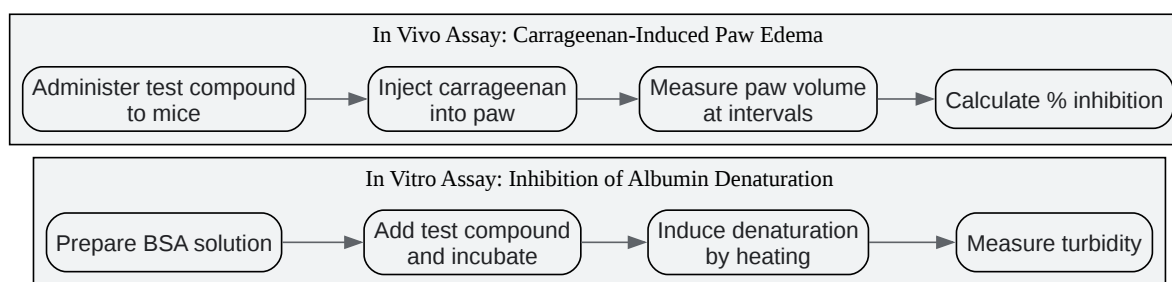 In Vivo Assay: Carrageenan-Induced Paw Edema
Administer test compound
to mice
Inject carrageenan
into paw
Measure paw volume
at intervals
Calculate % inhibition
In Vitro Assay: Inhibition of Albumin Denaturation
Prepare BSA solution
Add test compound
and incubate
Induce denaturation
by heating
Measure turbidity